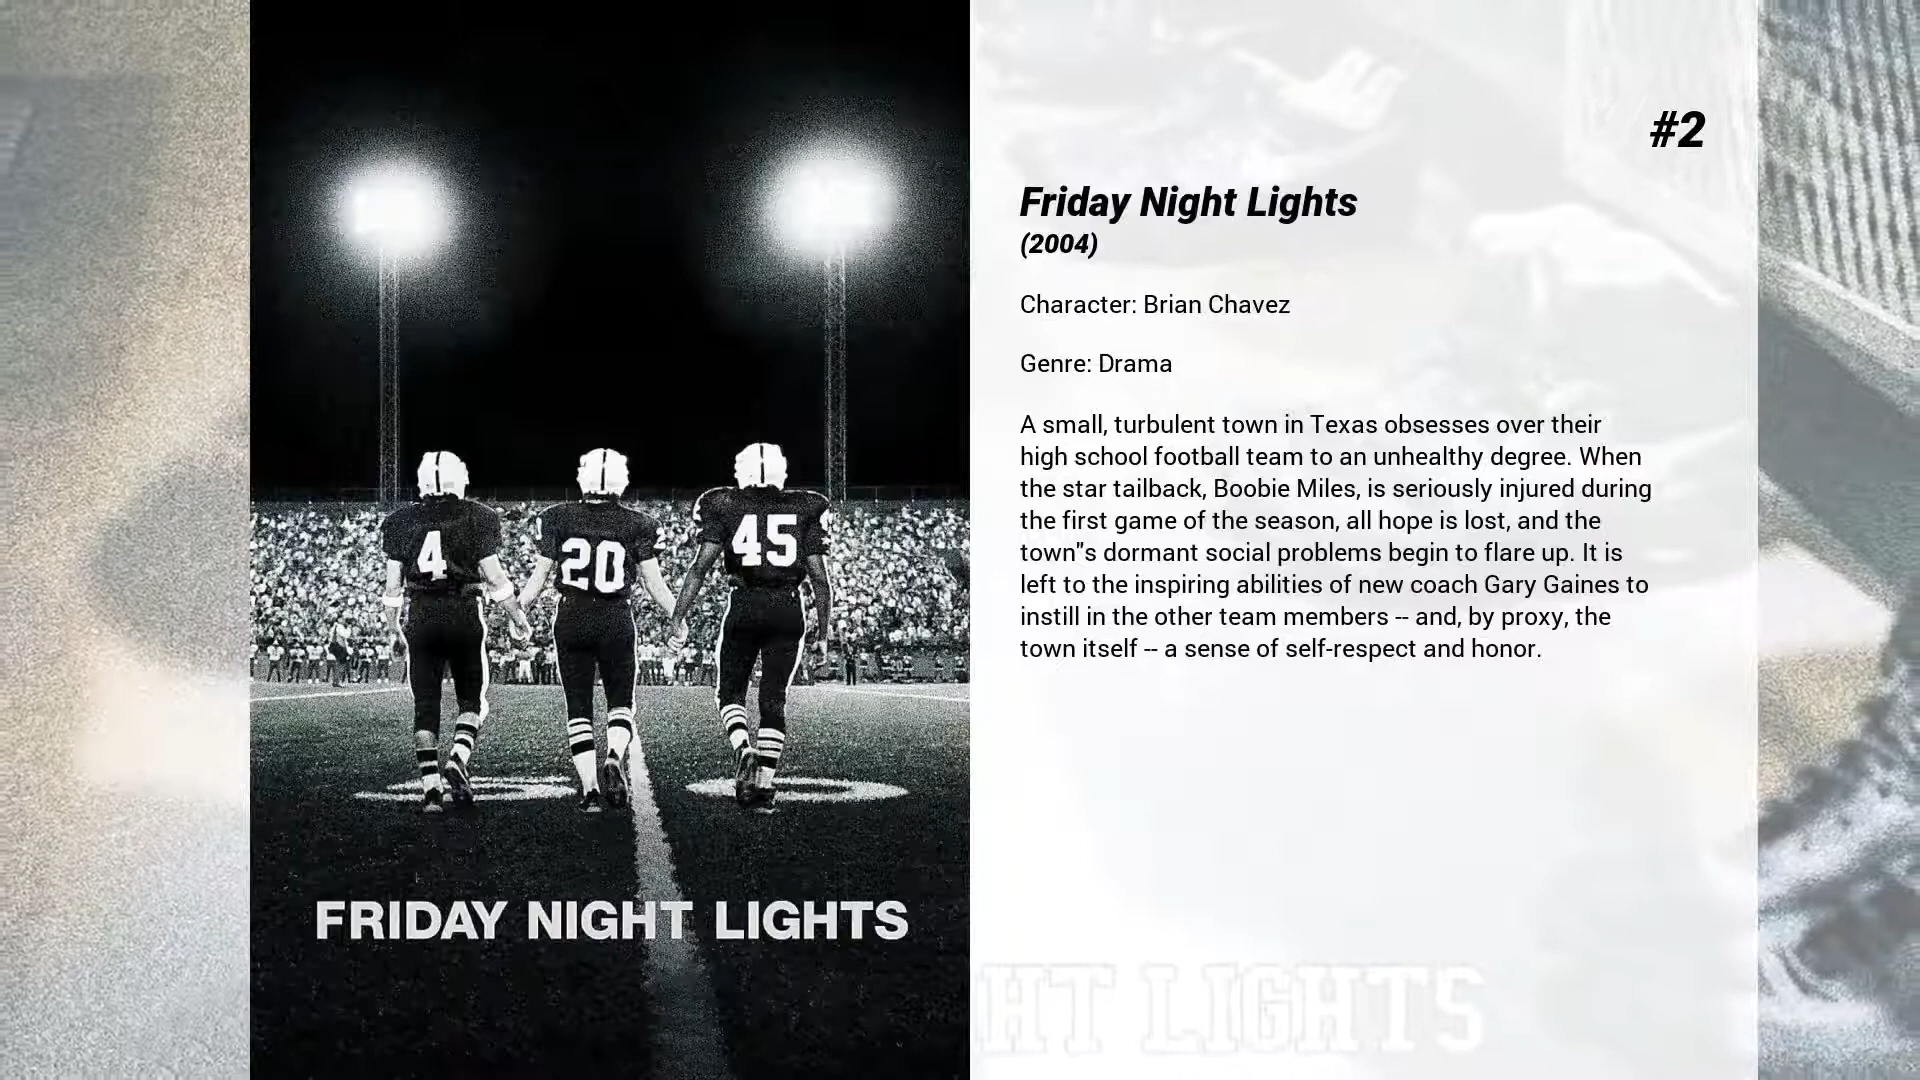 4
20
45
FRIDAY NIGHT LIGHTS
#2
Friday Night Lights
(2004)
Character: Brian Chavez
Genre: Drama
A small, turbulent town in Texas obsesses over their
high school football team to an unhealthy degree. When
the star tailback, Boobie Miles, is seriously injured during
the first game of the season, all hope is lost, and the
town"s dormant social problems begin to flare up. It is
left to the inspiring abilities of new coach Gary Gaines to
instill in the other team members -- and, by proxy, the
town itself -- a sense of self-respect and honor.
HT LIGHTS